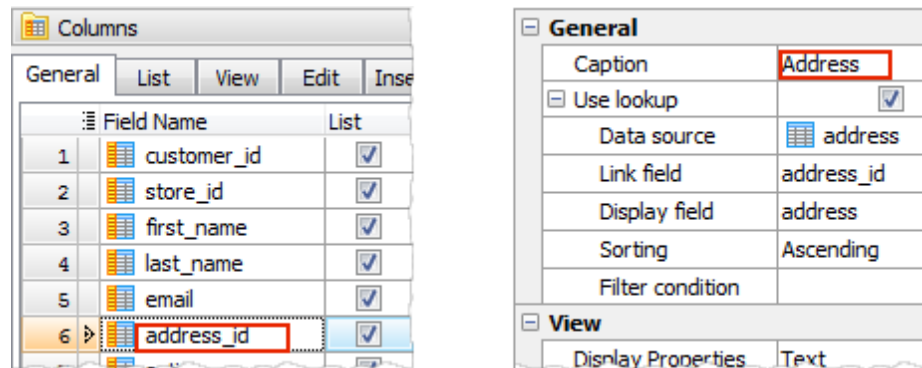 Columns
General List View Edit Inse
Field Name List
1 customer_id
2 store_id
3 first_name
4 last_name
5 email
6 address_id
General
Caption Address
Use lookup
Data source address
Link field address_id
Display field address
Sorting Ascending
Filter condition
View
Display Properties Text